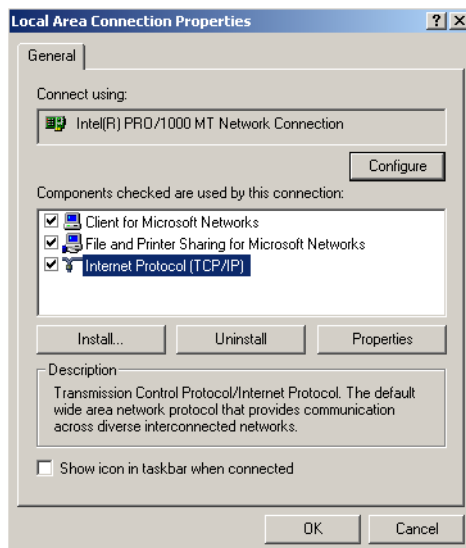 Local Area Connection Properties
General
Connect using:
Intel(R) PRO/1000 MT Network Connection
Configure
Components checked are used by this connection:
Client for Microsoft Networks
File and Printer Sharing for Microsoft Networks
Internet Protocol (TCP/IP)
Install... Uninstall Properties
Description
Transmission Control Protocol/Internet Protocol. The default
wide area network protocol that provides communication
across diverse interconnected networks.
Show icon in taskbar when connected
OK Cancel